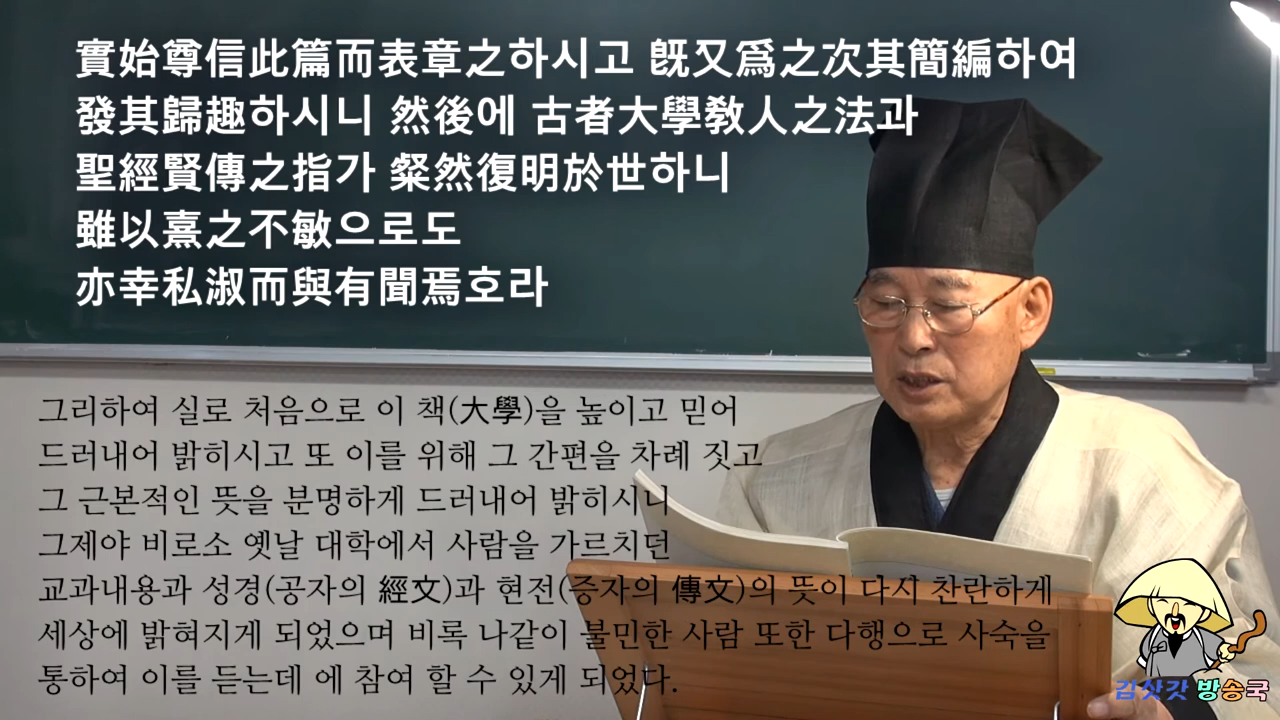 實始尊信此篇而表章之하시고 旣又爲之次其簡編하여
發其歸趣하시니 然後에 古者大學敎人之法과
聖經賢傳之指가 粲然復明於世하니
雖以熹之不敏으로도
亦幸私淑而與有聞焉호라
그리하여 실로 처음으로 이 책(大學)을 높이고 믿어
드러내어 밝히시고 또 이를 위해 그 간편을 차례 짓고
그 근본적인 뜻을 분명하게 드러내어 밝히시니
그제야 비로소 옛날 대학에서 사람을 가르치던
교과내용과 성경(공자의 經文)과 현전(증자의 傳文)의 뜻이 다시 찬란하게
세상에 밝혀지게 되었으며 비록 나같이 불민한 사람 또한 다행으로 사숙을
통하여 이를 듣는데 에 참여 할 수 있게 되었다.
김삿갓 방송국